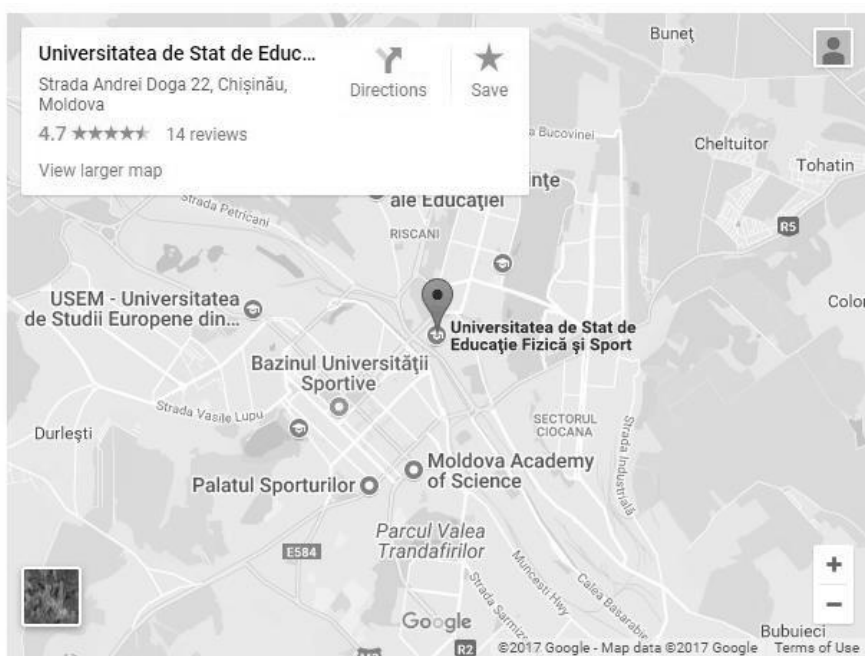 Universitatea de Stat de Educ...
Strada Andrei Doga 22, Chișinău,
Moldova
4.7
14 reviews
View larger map
Directions
Save
Buneț
a Bucovinei
Cheltuitor
Tohatin
ințe
ale Educației
Strada Petricani
RISCANI
R5
USEM - Universitatea
de Studii Europene din...
Colon
Universitatea de Stat de
Educație Fizică și Sport
Bazinul Universității
Sportive
Strada Vasile Lupu
Durlești
SECTORUL
CIOCANA
Strada Industrială
Moldova Academy
of Science
Palatul Sporturilor
Parcul Valea
Trandafirilor
E584
Muncesti Hwy
Calea Basarabie
Strada Sarmize
Google
Bubuieci
R2
©2017 Google - Map data ©2017 Google
Terms of Use